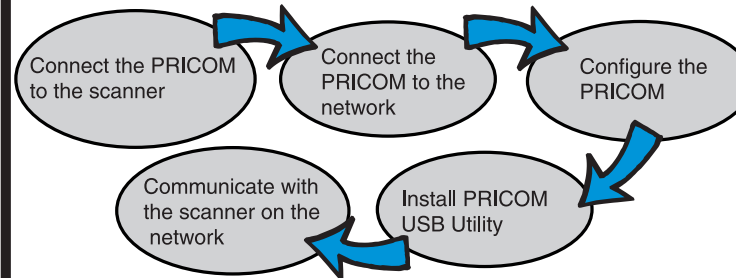 Connect the PRICOM
to the scanner
Connect the
PRICOM to the
network
Configure the
PRICOM
Install PRICOM
USB Utility
Communicate with
the scanner on the
network